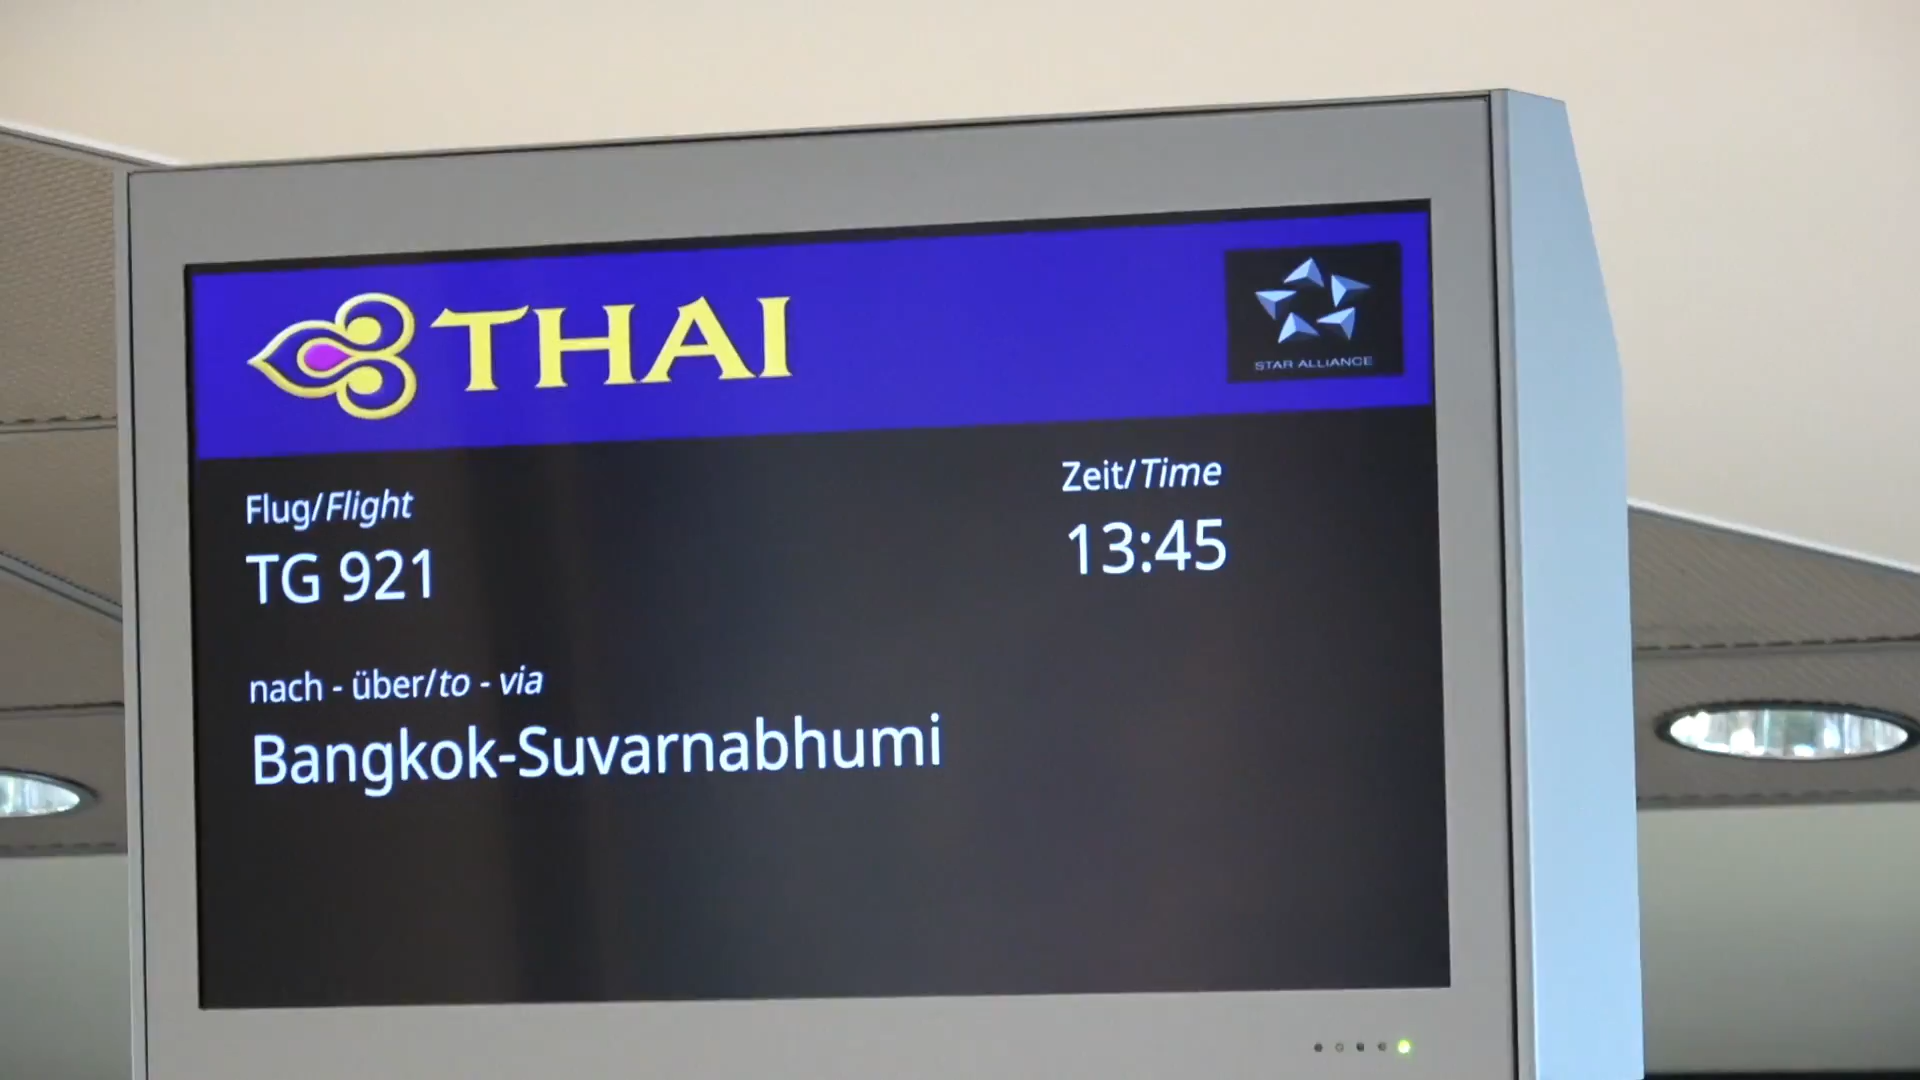 THAI
STAR ALLIANCE
Flug/Flight
Zeit/Time
TG 921
13:45
nach - über/to - via
Bangkok-Suvarnabhumi